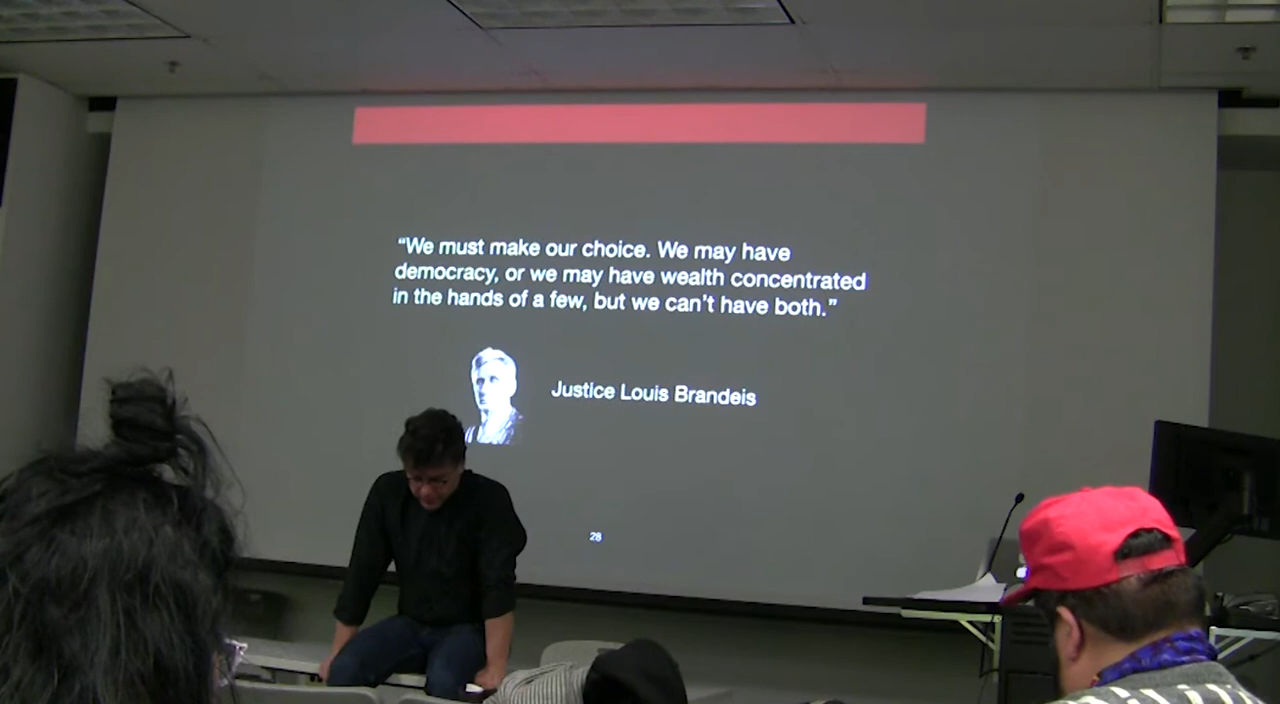 “We must make our choice. We may have
democracy, or we may have wealth concentrated
in the hands of a few, but we can’t have both.”
Justice Louis Brandeis
28